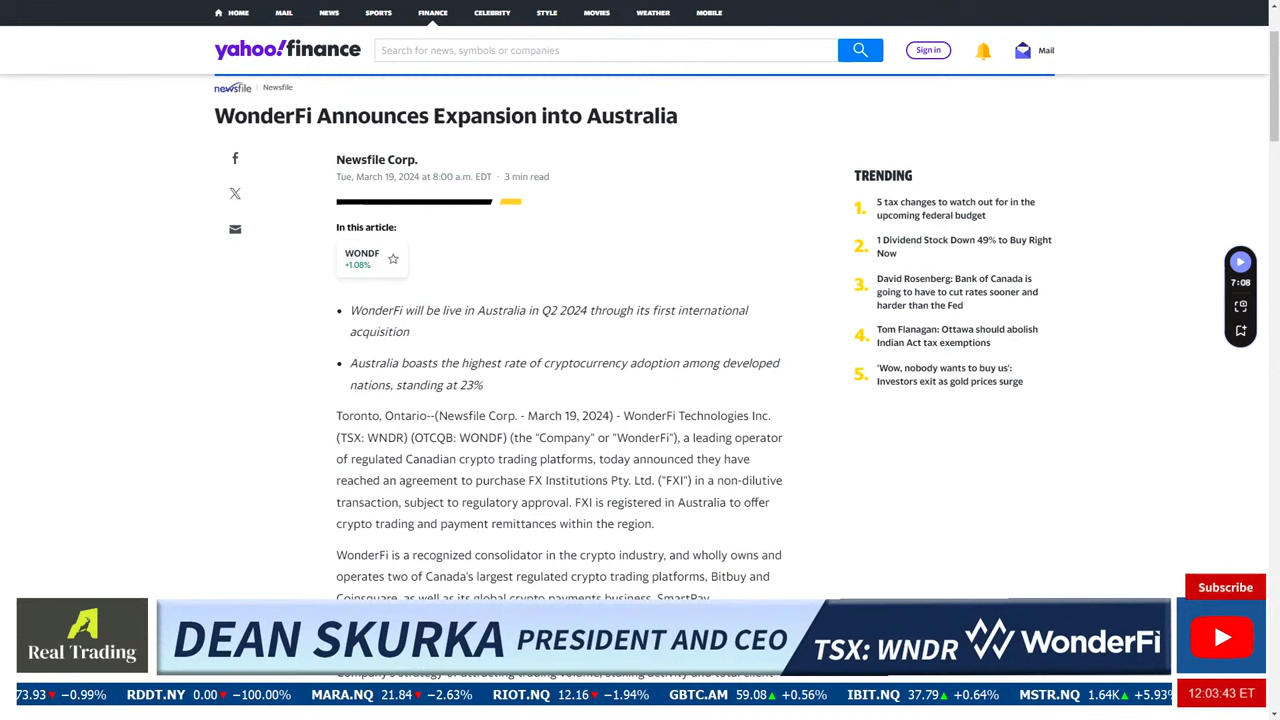 HOME MAIL NEWS SPORTS FINANCE CELEBRITY STYLE MOVIES WEATHER MOBILE
yahoo!finance Search for news, symbols or companies Sign in Mail
newsfile Newsfile
WonderFi Announces Expansion into Australia
Newsfile Corp.
Tue, March 19, 2024 at 8:00 a.m. EDT · 3 min read
In this article:
WONDF
+1.08%
• WonderFi will be live in Australia in Q2 2024 through its first international
acquisition
• Australia boasts the highest rate of cryptocurrency adoption among developed
nations, standing at 23%
Toronto, Ontario--(Newsfile Corp. - March 19, 2024) - WonderFi Technologies Inc.
(TSX: WNDR) (OTCQB: WONDF) (the "Company" or "WonderFi"), a leading operator
of regulated Canadian crypto trading platforms, today announced they have
reached an agreement to purchase FX Institutions Pty. Ltd. ("FXI") in a non-dilutive
transaction, subject to regulatory approval. FXI is registered in Australia to offer
crypto trading and payment remittances within the region.
WonderFi is a recognized consolidator in the crypto industry, and wholly owns and
operates two of Canada's largest regulated crypto trading platforms, Bitbuy and
Coinsquare, as well as its global crypto payments business, SmartPay.
TRENDING
1. 5 tax changes to watch out for in the
upcoming federal budget
2. 1 Dividend Stock Down 49% to Buy Right
Now
3. David Rosenberg: Bank of Canada is
going to have to cut rates sooner and
harder than the Fed
4. Tom Flanagan: Ottawa should abolish
Indian Act tax exemptions
5. 'Wow, nobody wants to buy us':
Investors exit as gold prices surge
7:08
Subscribe
Real Trading
DEAN SKURKA PRESIDENT AND CEO TSX: WNDR WonderFi
73.93 ▼ −0.99% RDDT.NY 0.00 ▼ −100.00% MARA.NQ 21.84 ▼ −2.63% RIOT.NQ 12.16 ▼ −1.94% GBTC.AM 59.08 ▲ +0.56% IBIT.NQ 37.79 ▲ +0.64% MSTR.NQ 1.64K ▲ +5.93%
12:03:43 ET